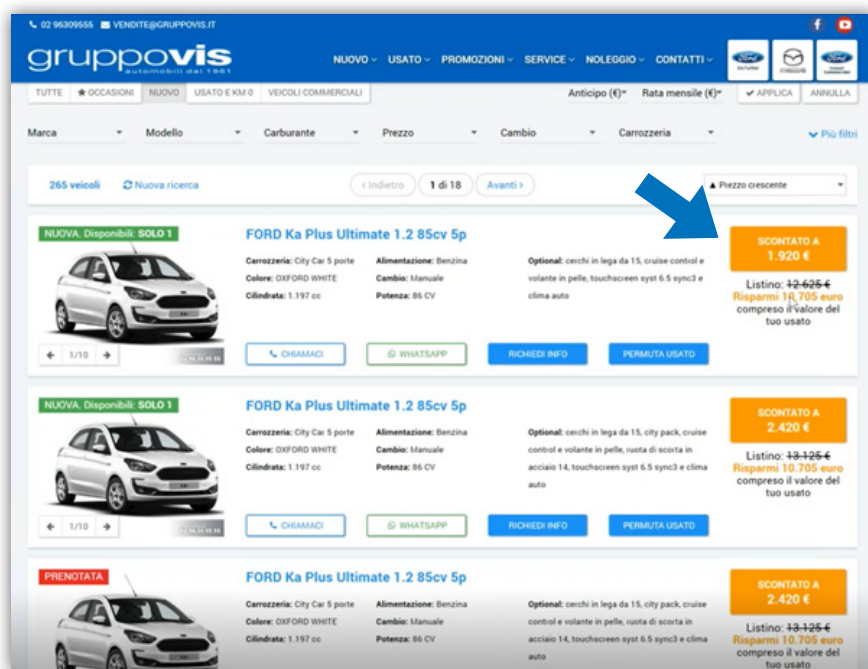 02 96309555 VENDITE@GRUPPOVIS.IT
gruppovis
automobili dal 1961
NUOVO USATO PROMOZIONI SERVICE NOLEGGIO CONTATTI
Ford mazda Ford
TUTTE OCCASIONI NUOVO USATO E KM 0 VEICOLI COMMERCIALI Anticipo (€) Rata mensile (€) APPLICA ANNULLA
Marca Modello Carburante Prezzo Cambio Carrozzeria Più filtri
265 veicoli Nuova ricerca < Indietro 1 di 18 Avanti > ▲ Prezzo crescente
NUOVA. Disponibili: SOLO 1
FORD Ka Plus Ultimate 1.2 85cv 5p
Carrozzeria: City Car 5 porte
Colore: OXFORD WHITE
Cilindrata: 1.197 cc
Alimentazione: Benzina
Cambio: Manuale
Potenza: 86 CV
Optional: cerchi in lega da 15, cruise control e
volante in pelle, touchscreen syst 6.5 sync3 e
clima auto
SCONTATO A
1.920 €
Listino: 12.625 €
Risparmi 10.705 euro
compreso il valore del
tuo usato
1/10
CHIAMACI WHATSAPP RICHIEDI INFO PERMUTA USATO
NUOVA. Disponibili: SOLO 1
FORD Ka Plus Ultimate 1.2 85cv 5p
Carrozzeria: City Car 5 porte
Colore: OXFORD WHITE
Cilindrata: 1.197 cc
Alimentazione: Benzina
Cambio: Manuale
Potenza: 86 CV
Optional: cerchi in lega da 15, city pack, cruise
control e volante in pelle, ruota di scorta in
acciaio 14, touchscreen syst 6.5 sync3 e clima
auto
SCONTATO A
2.420 €
Listino: 13.125 €
Risparmi 10.705 euro
compreso il valore del
tuo usato
1/10
CHIAMACI WHATSAPP RICHIEDI INFO PERMUTA USATO
PRENOTATA
FORD Ka Plus Ultimate 1.2 85cv 5p
Carrozzeria: City Car 5 porte
Colore: OXFORD WHITE
Cilindrata: 1.197 cc
Alimentazione: Benzina
Cambio: Manuale
Potenza: 86 CV
Optional: cerchi in lega da 15, city pack, cruise
control e volante in pelle, ruota di scorta in
acciaio 14, touchscreen syst 6.5 sync3 e clima
auto
SCONTATO A
2.420 €
Listino: 13.125 €
Risparmi 10.705 euro
compreso il valore del
tuo usato